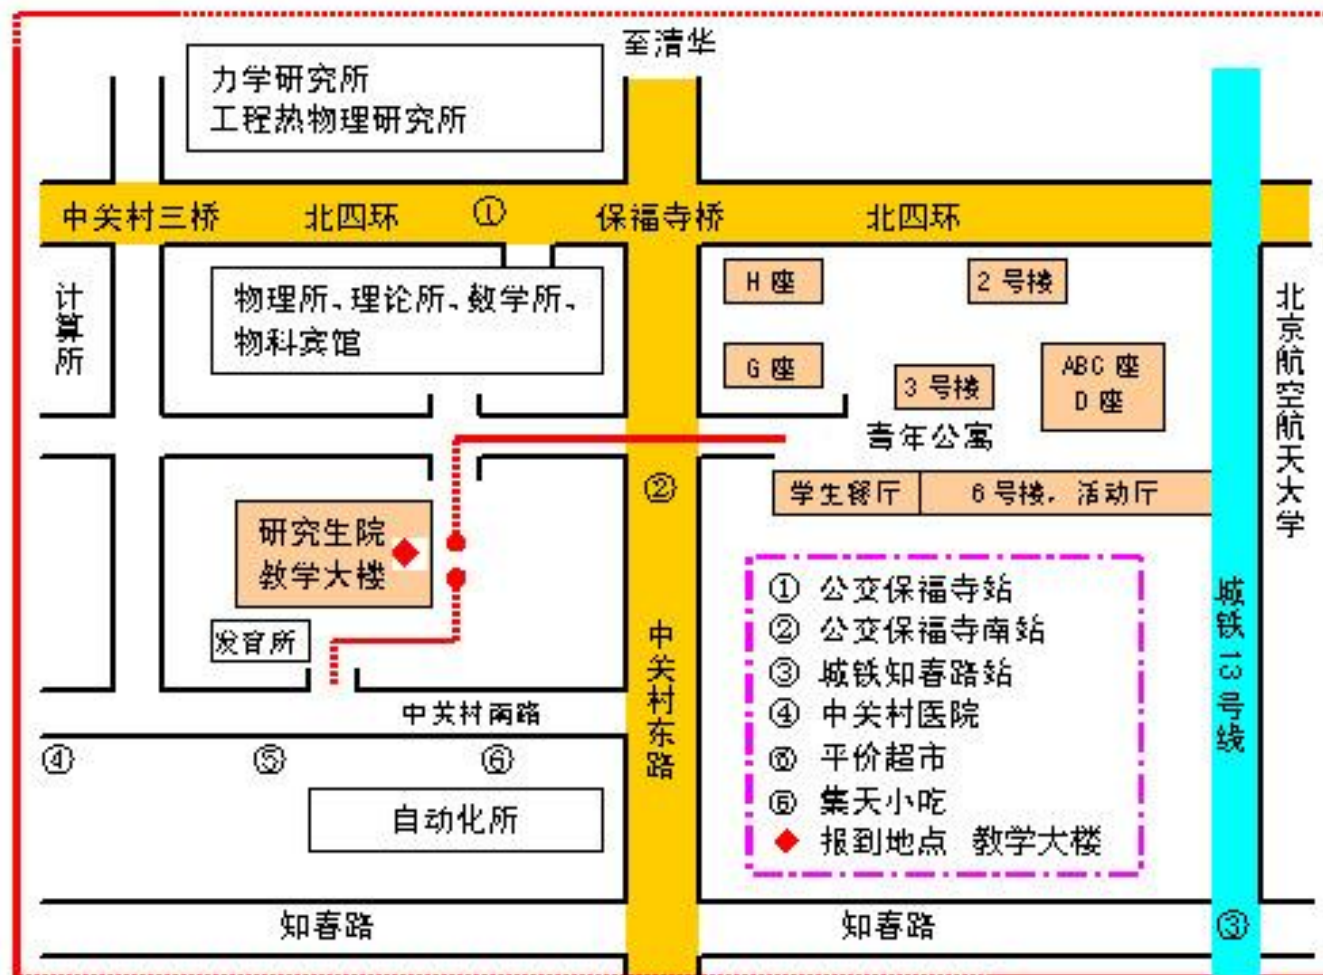 至清华
力学研究所
工程热物理研究所
中关村三桥
北四环
①
保福寺桥
北四环
计算所
物理所、理论所、数学所、
物科宾馆
H 座
2 号楼
G 座
3 号楼
ABC 座
D 座
青年公寓
北京航空航天大学
②
学生餐厅
6 号楼，活动厅
研究生院
教学大楼
发育所
中关村南路
中关村东路
城铁 13 号线
① 公交保福寺站
② 公交保福寺南站
③ 城铁知春路站
④ 中关村医院
⑤ 平价超市
⑥ 集天小吃
报到地点 教学大楼
④
⑤
⑥
自动化所
知春路
知春路
③